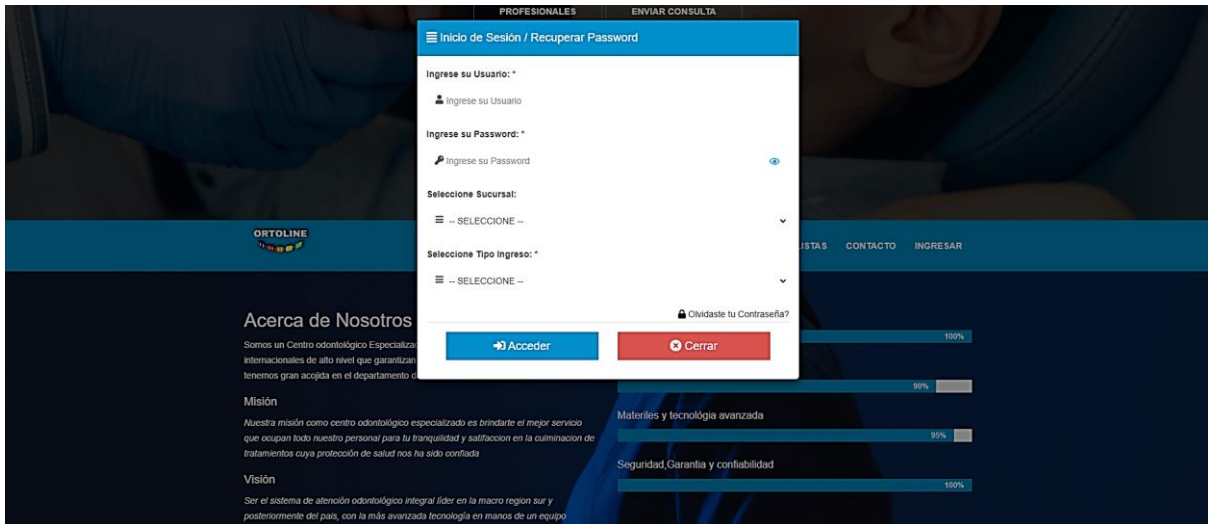 PROFESIONALES
ENVIAR CONSULTA
Inicio de Sesión / Recuperar Password
Ingrese su Usuario: *
Ingrese su Usuario
Ingrese su Password: *
Ingrese su Password
Seleccione Sucursal:
-- SELECCIONE --
Seleccione Tipo Ingreso: *
-- SELECCIONE --
Olvidaste tu Contraseña?
Acceder
Cerrar
ORTOLINE
CONTACTO
INGRESAR
Acerca de Nosotros
Somos un Centro odontológico
internacionales de alto nivel que garantizan
tenemos gran acojida en el departamento
Misión
Nuestra misión como centro odontológico especializado es brindarte el mejor servicio
que ocupan todo nuestro personal para tu tranquilidad y satifaccion en la culminacion de
tratamientos cuya protección de salud nos ha sido confiada
Visión
Ser el sistema de atención odontológico integral líder en la macro region sur y
posteriormente del pais, con la más avanzada tecnología en manos de un equipo
100%
90%
Materiles y tecnológia avanzada
95%
Seguridad,Garantia y confiabilidad
100%